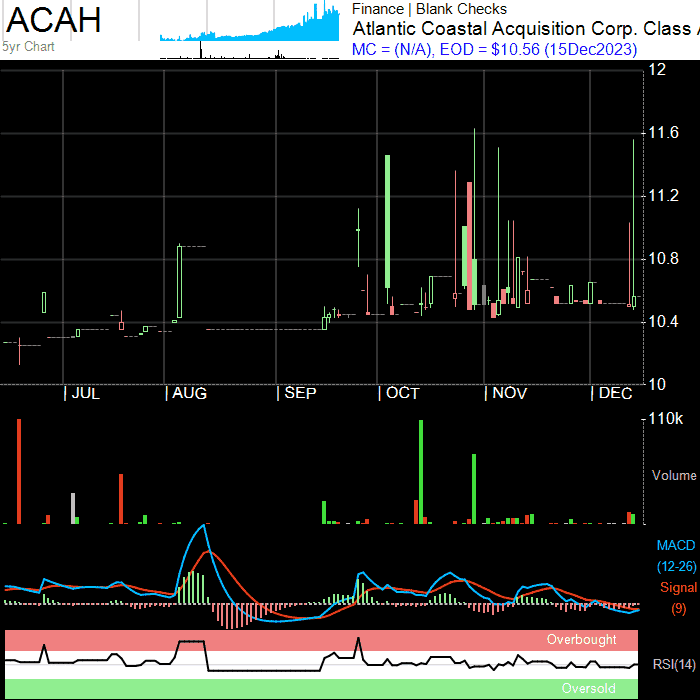 ACAH
5yr Chart
Finance | Blank Checks
Atlantic Coastal Acquisition Corp. Class A
MC = (N/A), EOD = $10.56 (15Dec2023)
12
11.6
11.2
10.8
10.4
10
| JUL | AUG | SEP | OCT | NOV | DEC
110k
Volume
MACD
(12-26)
Signal
(9)
Overbought
RSI(14)
Oversold